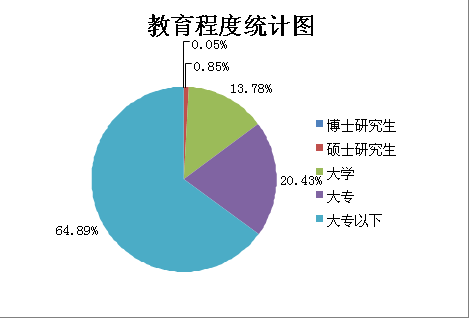 教育程度统计图
0.05%
0.85%
13.78%
20.43%
64.89%
博士研究生
硕士研究生
大学
大专
大专以下